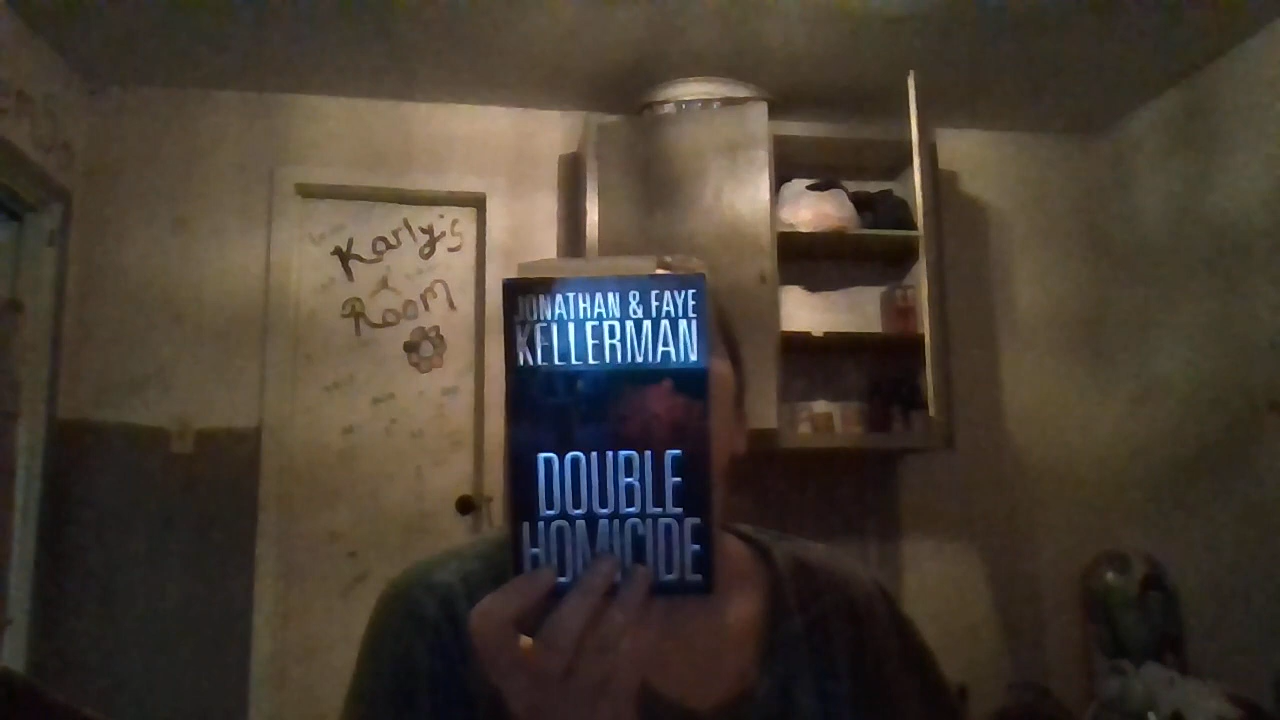 Karly's
Room
JONATHAN & FAYE
KELLERMAN
DOUBLE
HOMICIDE